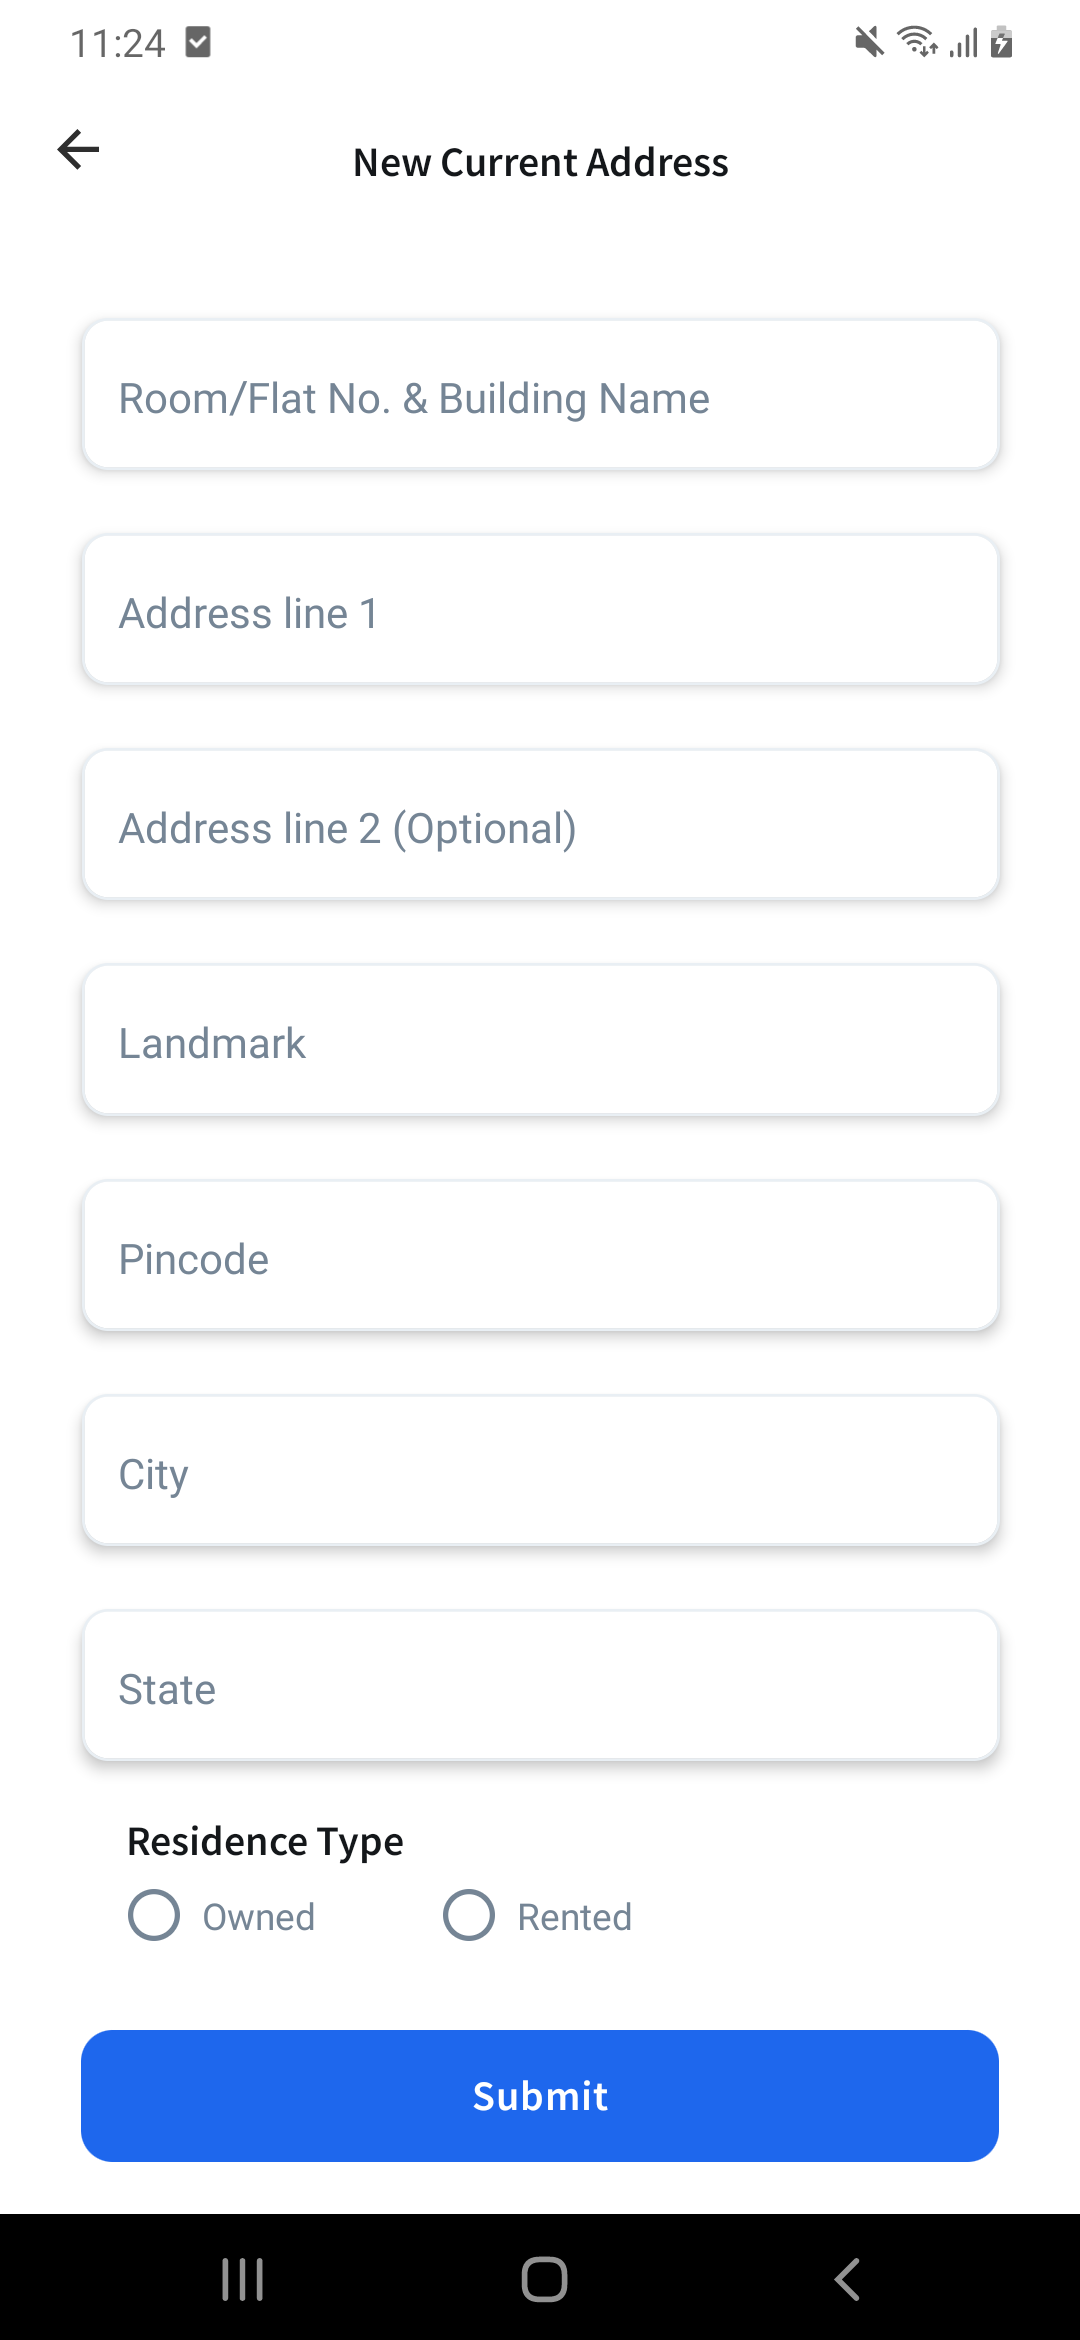 11:24
New Current Address
Room/Flat No. & Building Name
Address line 1
Address line 2 (Optional)
Landmark
Pincode
City
State
Residence Type
Owned Rented
Submit